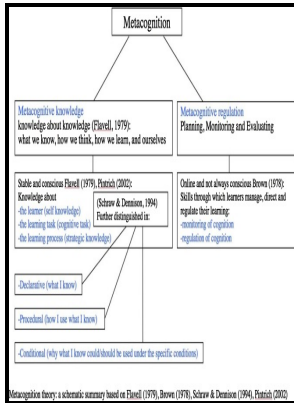 Metacognition
Metacognitive knowledge
knowledge about knowledge (Flavell, 1979):
what we know, how we think, how we learn, and ourselves
Metacognitive regulation
Planning, Monitoring and Evaluating
Stable and conscious Flavell (1979), Pintrich (2002):
Knowledge about
-the learner (self knowledge)
-the learning task (cognitive task)
-the learning process (strategic knowledge)
(Schraw & Dennison, 1994)
Further distinguished in:
Online and not always conscious Brown (1978):
Skills through which learners manage, direct and
regulate their learning:
-monitoring of cognition
-regulation of cognition
-Declarative (what I know)
-Procedural (how I use what I know)
-Conditional (why what I know could/should be used under the specific conditions)
Metacognition theory: a schematic summary based on Flavell (1979), Brown (1978), Schraw & Dennison (1994), Pintrich (2002)